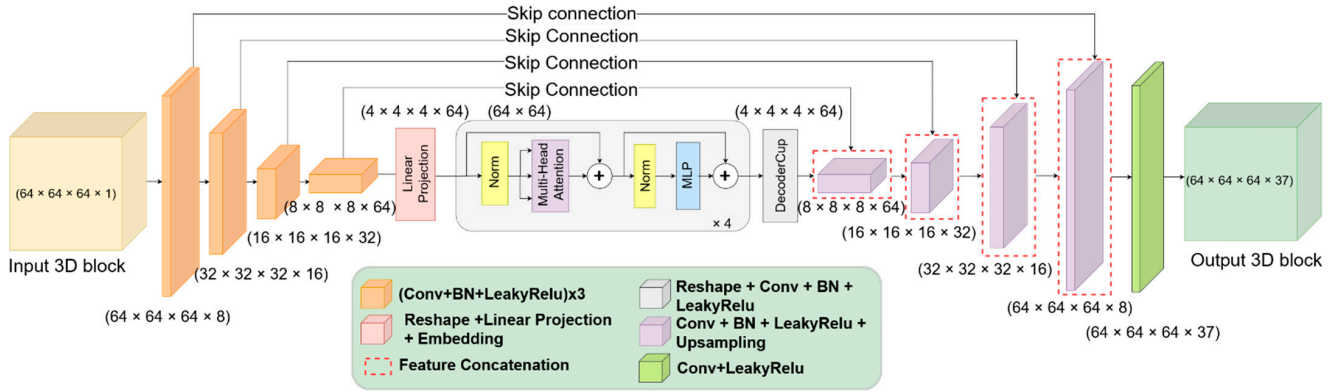 Skip connection
Skip Connection
Skip Connection
Skip Connection
(4 × 4 × 4 × 64)
(64 × 64)
(4 × 4 × 4 × 64)
(64 × 64 × 64 × 1)
Input 3D block
(64 × 64 × 64 × 8)
(32 × 32 × 32 × 16)
(16 × 16 × 16 × 32)
(8 × 8 × 8 × 64)
Linear
Projection
Norm
Multi-Head
Attention
+
Norm
MLP
+
× 4
DecoderCup
(8 × 8 × 8 × 64)
(16 × 16 × 16 × 32)
(32 × 32 × 32 × 16)
(64 × 64 × 64 × 8)
(64 × 64 × 64 × 37)
(64 × 64 × 64 × 37)
Output 3D block
(Conv+BN+LeakyRelu)x3
Reshape +Linear Projection
+ Embedding
Feature Concatenation
Reshape + Conv + BN +
LeakyRelu
Conv + BN + LeakyRelu +
Upsampling
Conv+LeakyRelu